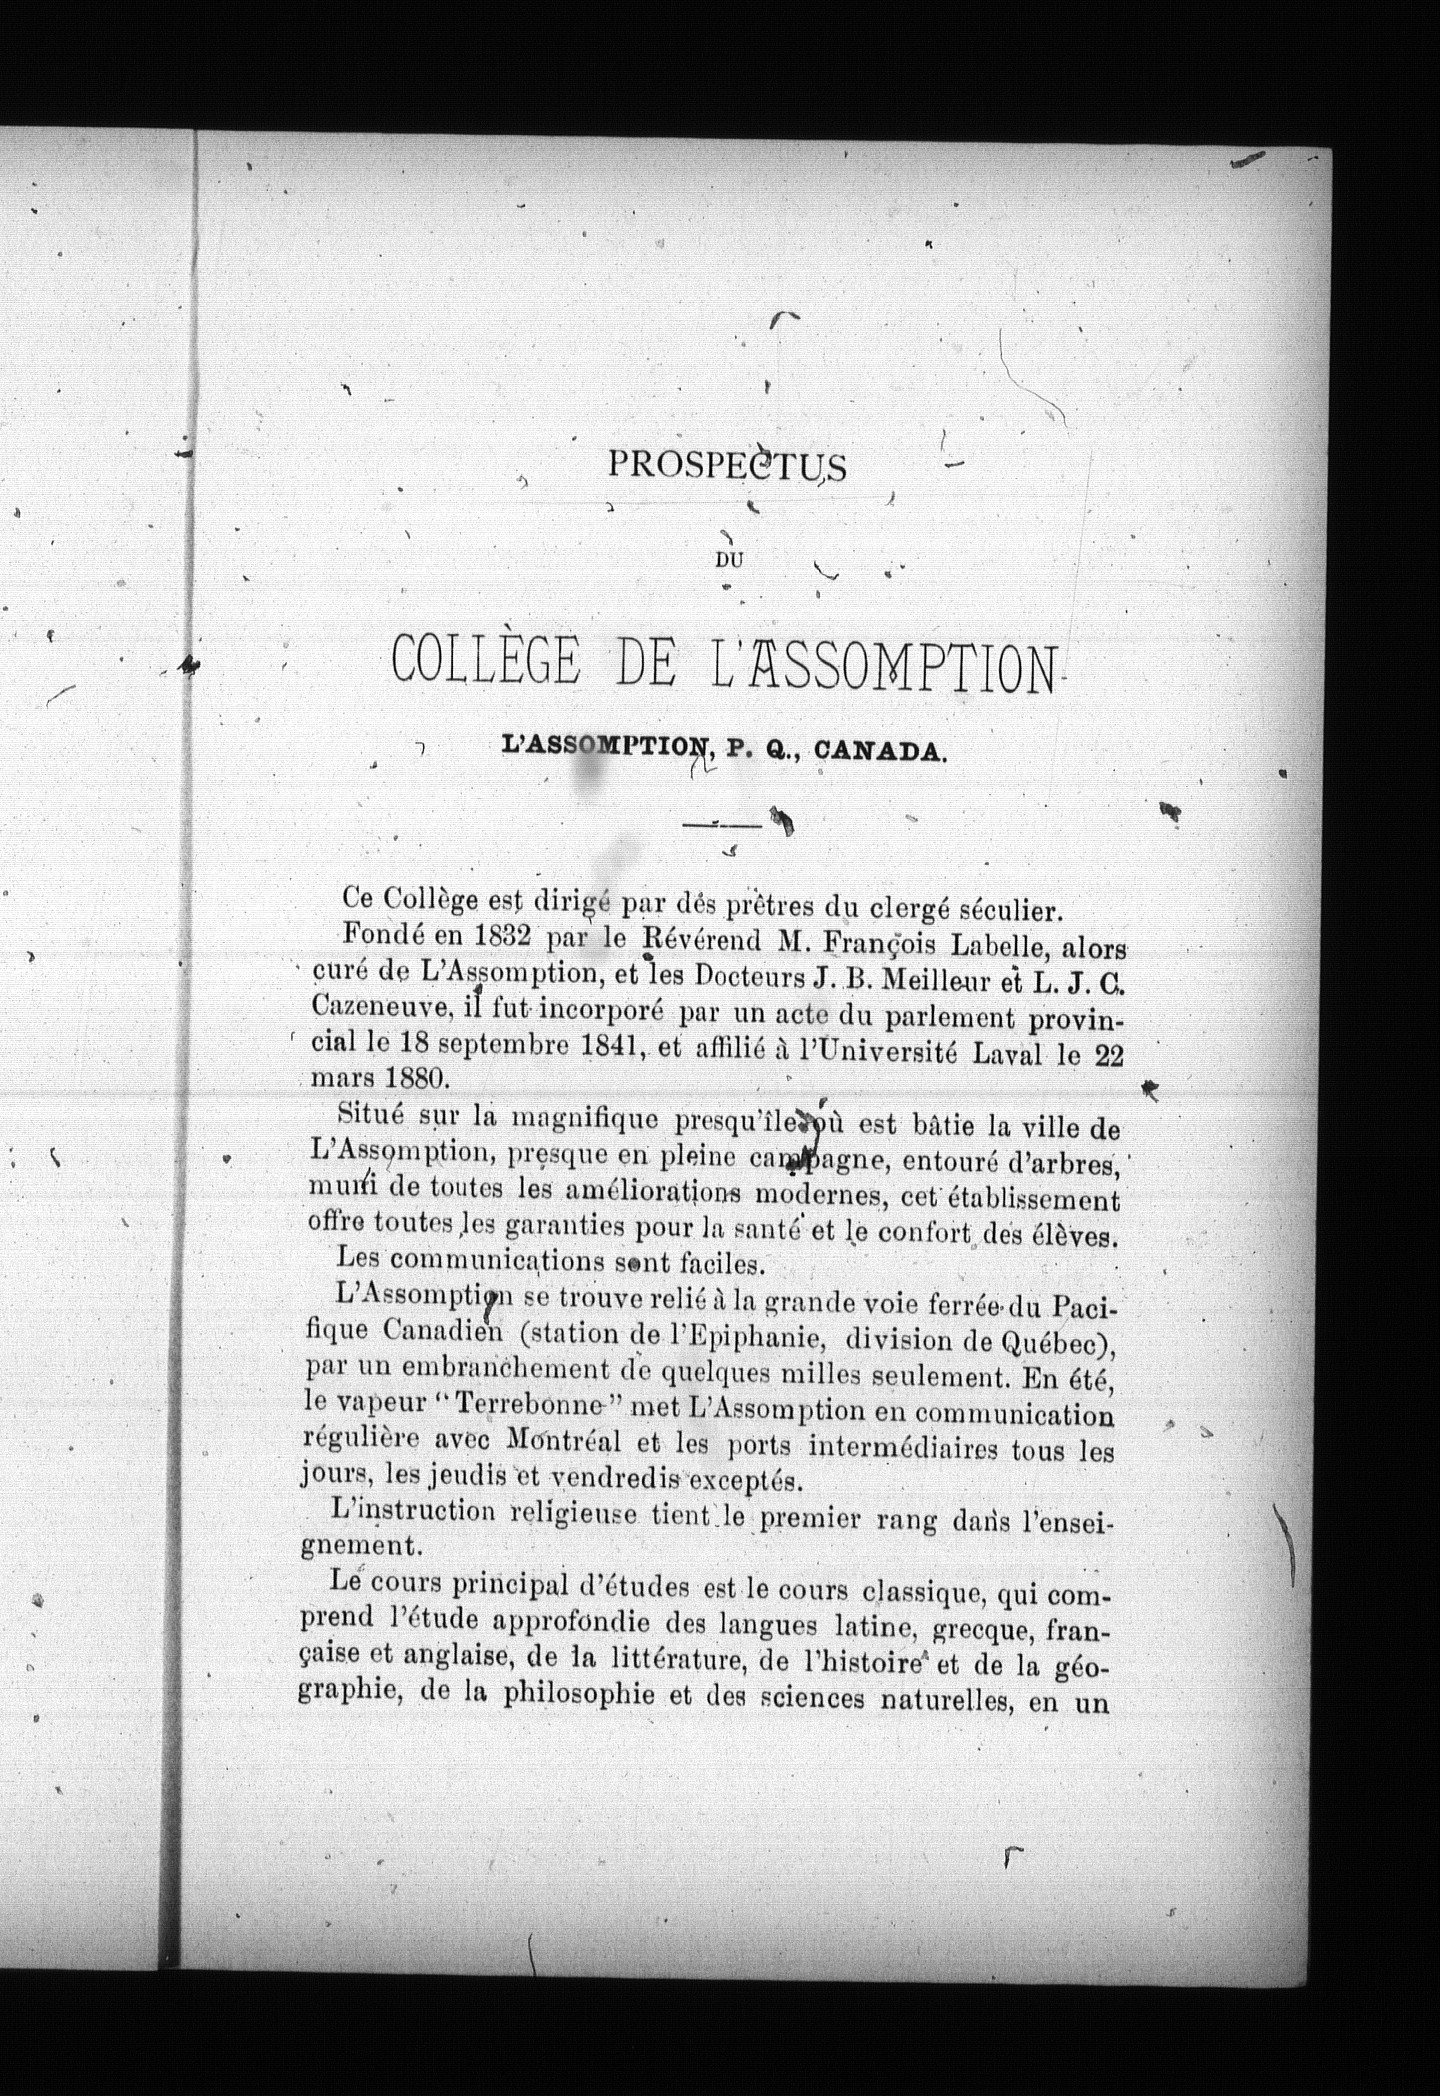 PROSPECTUS
DU
COLLÈGE DE L'ASSOMPTION
L'ASSOMPTION, P. Q., CANADA.
Ce Collège est dirigé par des prêtres du clergé séculier.
Fondé en 1832 par le Révérend M. François Labelle, alors
curé de L'Assomption, et les Docteurs J. B. Meilleur et L. J. C.
Cazeneuve, il fut incorporé par un acte du parlement provin-
cial le 18 septembre 1841, et affilié à l'Université Laval le 22
mars 1880.
Situé sur la magnifique presqu'île où est bâtie la ville de
L'Assomption, presque en pleine campagne, entouré d'arbres,
muni de toutes les améliorations modernes, cet établissement
offre toutes les garanties pour la santé et le confort des élèves.
Les communications sont faciles.
L'Assomption se trouve relié à la grande voie ferrée du Paci-
fique Canadien (station de l'Epiphanie, division de Québec),
par un embranchement de quelques milles seulement. En été,
le vapeur "Terrebonne" met L'Assomption en communication
régulière avec Montréal et les ports intermédiaires tous les
jours, les jeudis et vendredis exceptés.
L'instruction religieuse tient le premier rang dans l'ensei-
gnement.
Le cours principal d'études est le cours classique, qui com-
prend l'étude approfondie des langues latine, grecque, fran-
çaise et anglaise, de la littérature, de l'histoire et de la géo-
graphie, de la philosophie et des sciences naturelles, en un